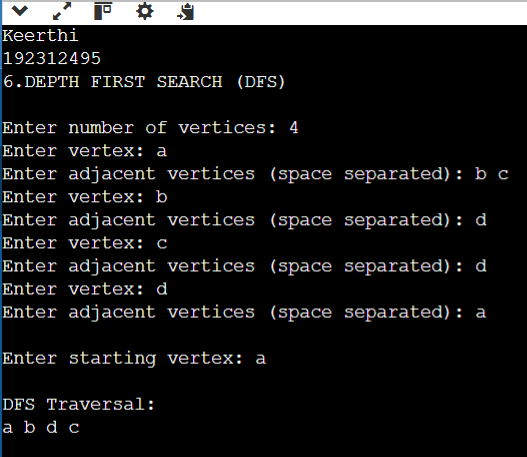 Keerthi
192312495
6.DEPTH FIRST SEARCH (DFS)
Enter number of vertices: 4
Enter vertex: a
Enter adjacent vertices (space separated): b c
Enter vertex: b
Enter adjacent vertices (space separated): d
Enter vertex: c
Enter adjacent vertices (space separated): d
Enter vertex: d
Enter adjacent vertices (space separated): a
Enter starting vertex: a
DFS Traversal:
a b d c